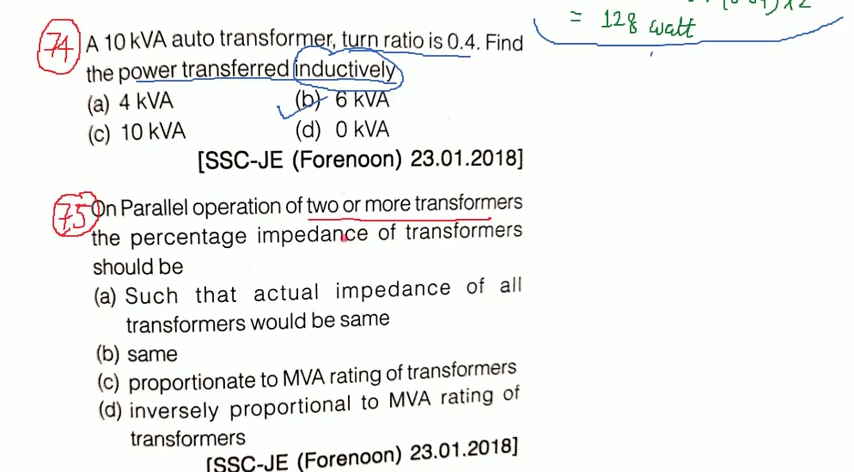 = 128 watt
74 A 10 kVA auto transformer, turn ratio is 0.4. Find
the power transferred inductively
(a) 4 kVA (b) 6 kVA
(c) 10 kVA (d) 0 kVA
[SSC-JE (Forenoon) 23.01.2018]
75 On Parallel operation of two or more transformers
the percentage impedance of transformers
should be
(a) Such that actual impedance of all
transformers would be same
(b) same
(c) proportionate to MVA rating of transformers
(d) inversely proportional to MVA rating of
transformers
[SSC-JE (Forenoon) 23.01.2018]